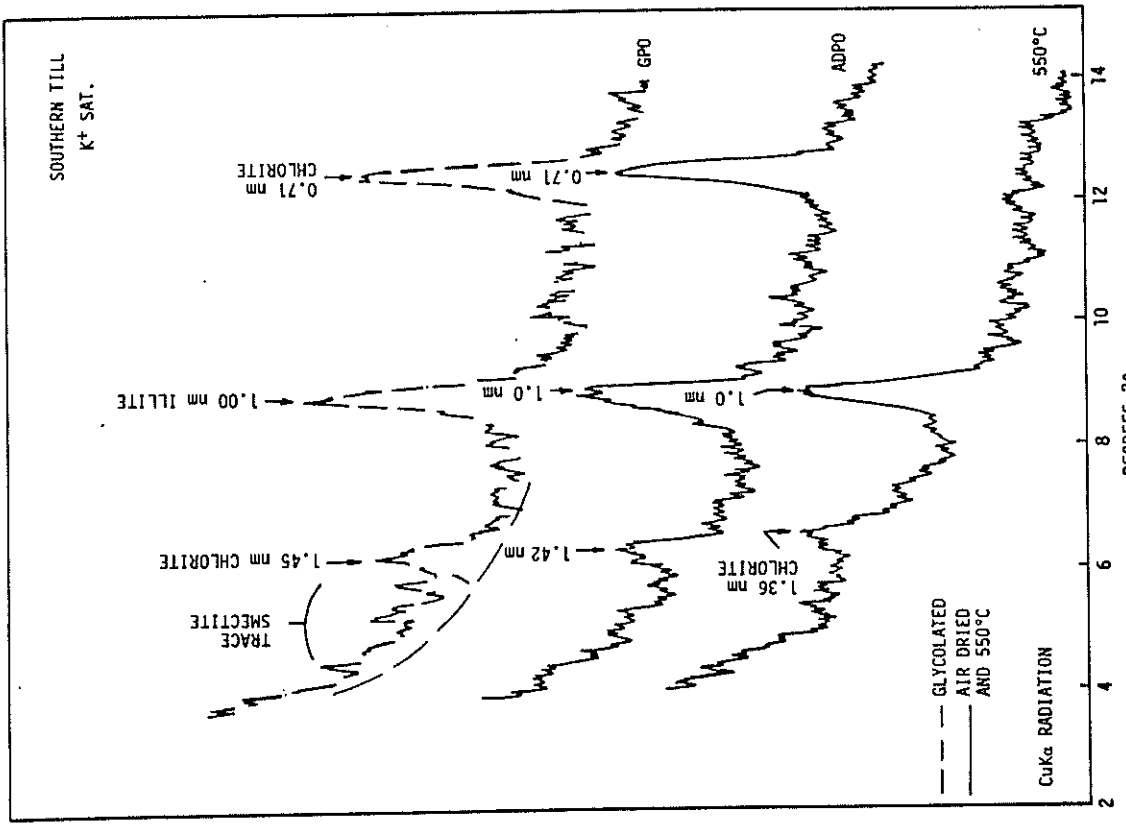 SOUTHERN TILL
K⁺ SAT.
0.71 nm
CHLORITE
GPO
1.00 nm ILLITE
1.45 nm CHLORITE
TRACE
SMECTITE
0.71 nm
ADPO
1.0 nm
1.42 nm
1.0 nm
1.36 nm
CHLORITE
550°C
GLYCOLATED
AIR DRIED
AND 550°C
CuKα RADIATION
2
4
6
8
10
12
14